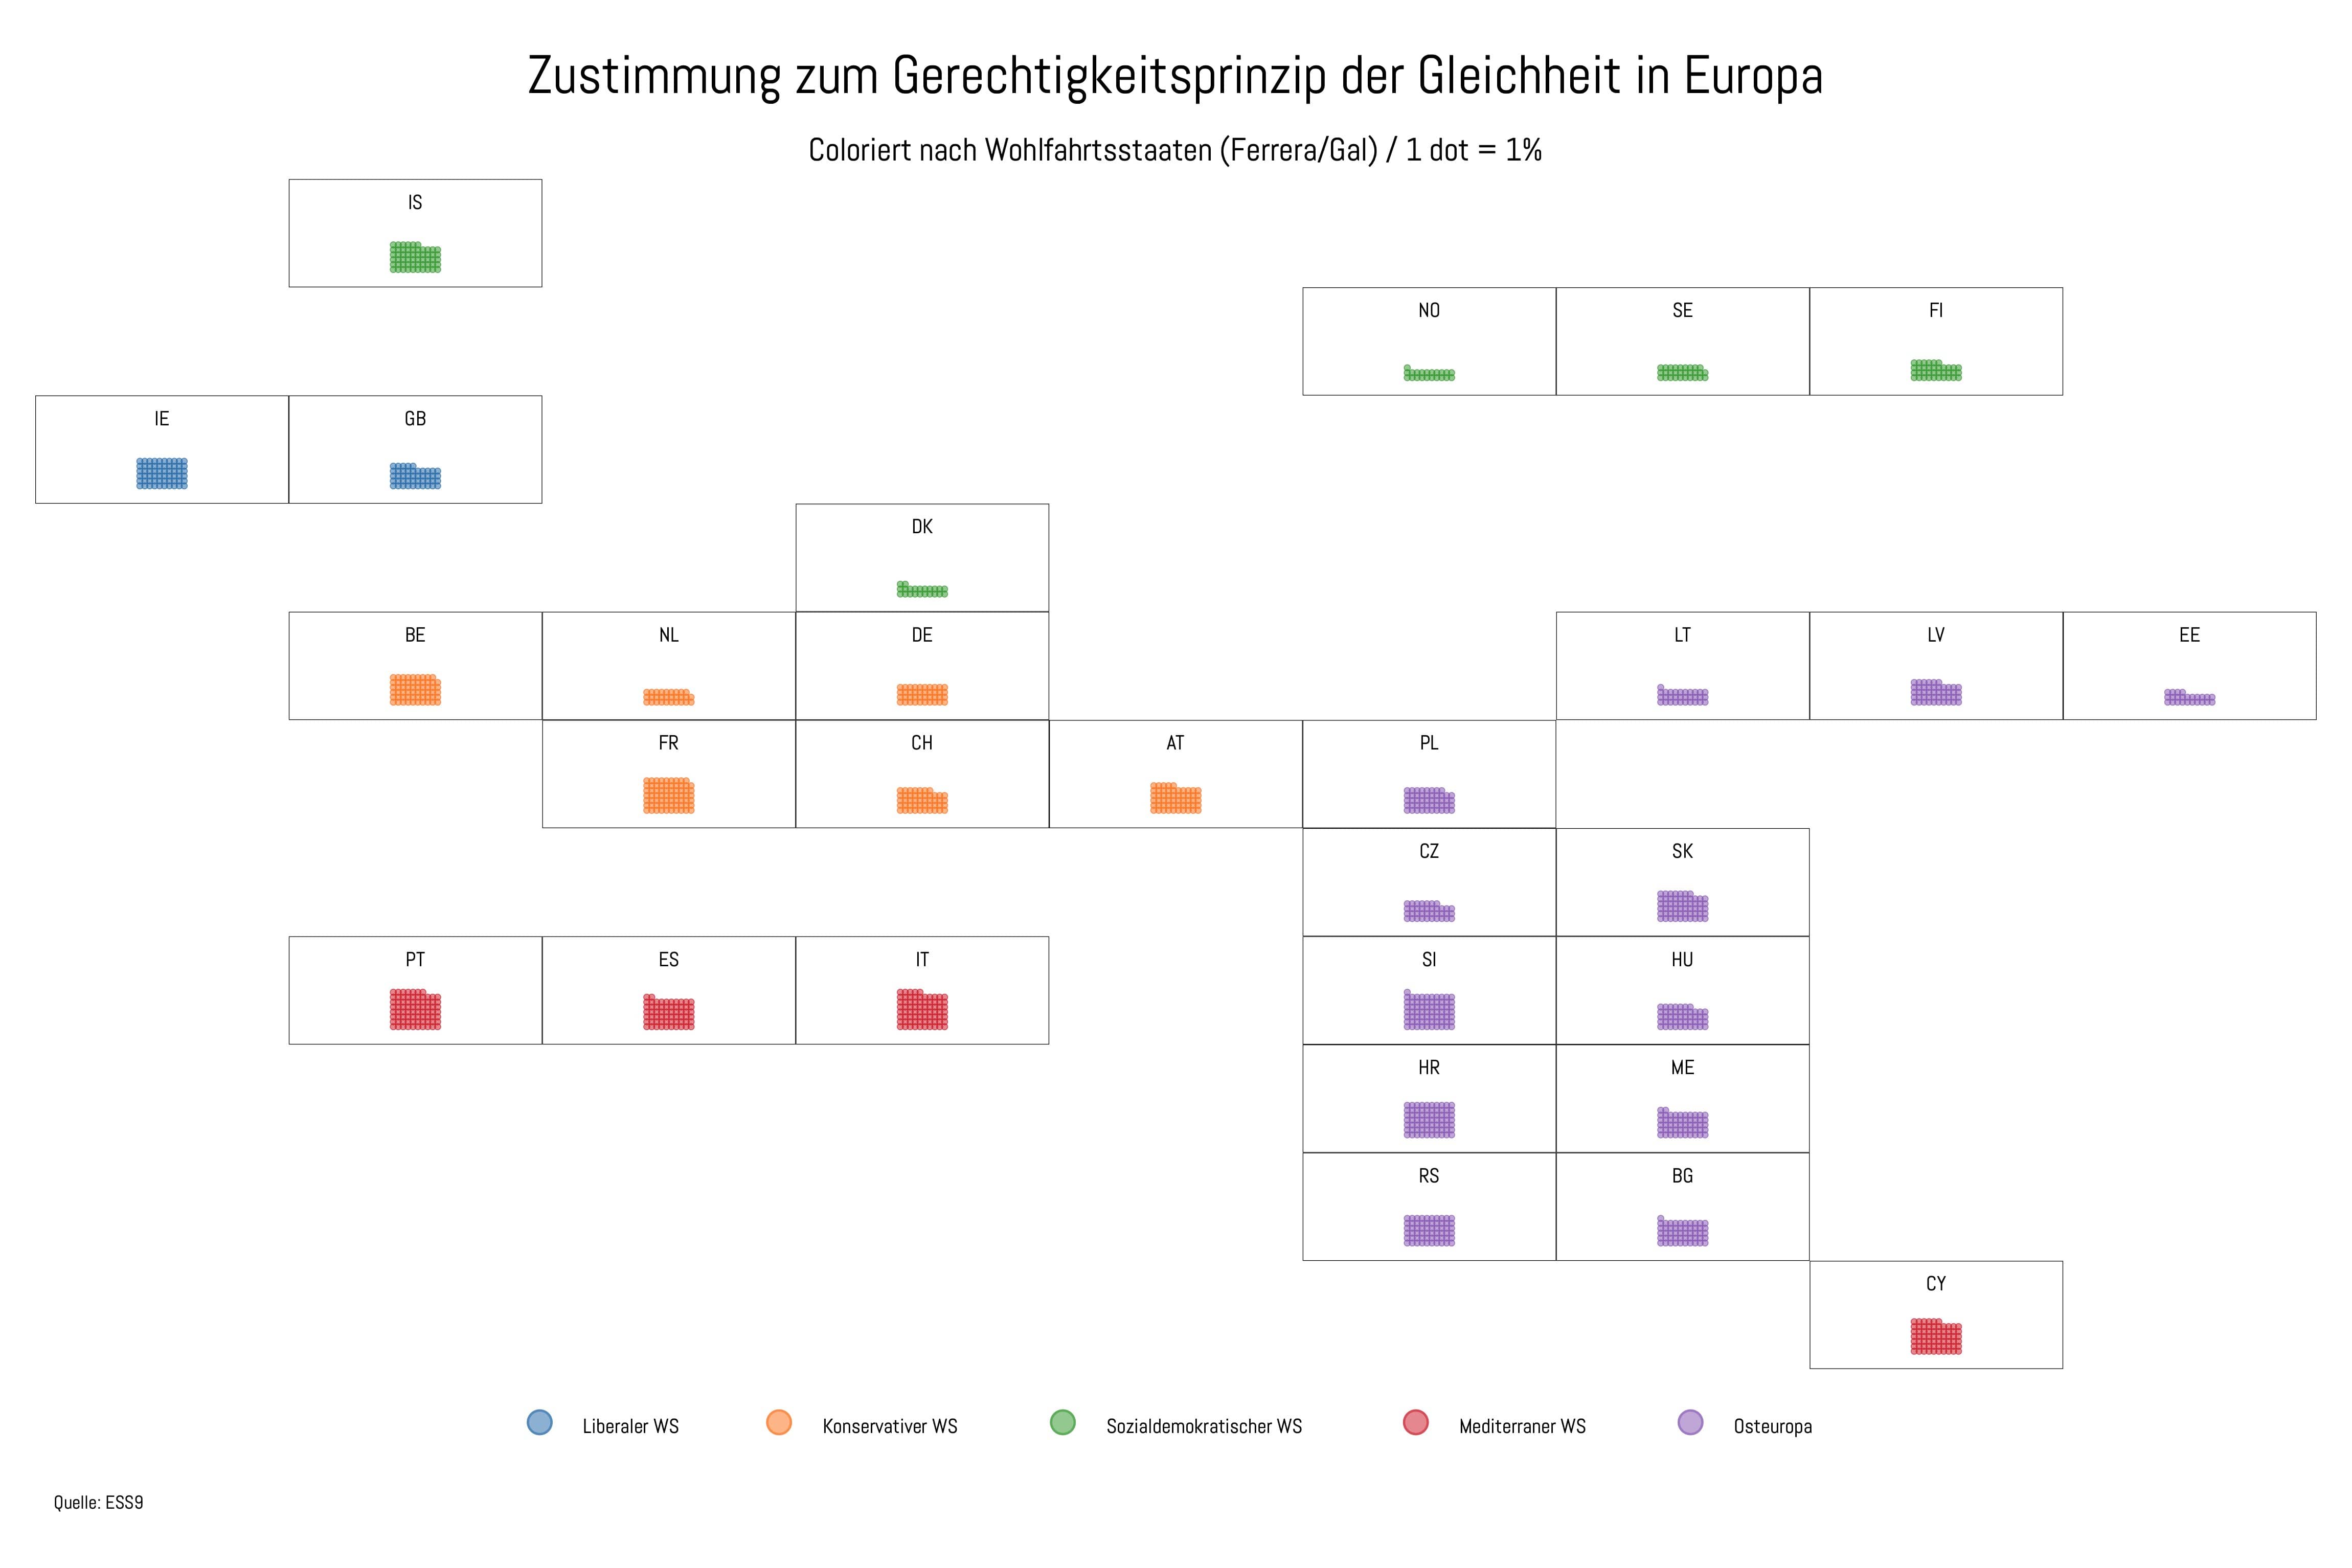 Zustimmung zum Gerechtigkeitsprinzip der Gleichheit in Europa
Coloriert nach Wohlfahrtsstaaten (Ferrera/Gal) / 1 dot = 1%
IS
NO SE FI
IE GB
DK
BE NL DE LT LV EE
FR CH AT PL
CZ SK
PT ES IT SI HU
HR ME
RS BG
CY
Liberaler WS Konservativer WS Sozialdemokratischer WS Mediterraner WS Osteuropa
Quelle: ESS9